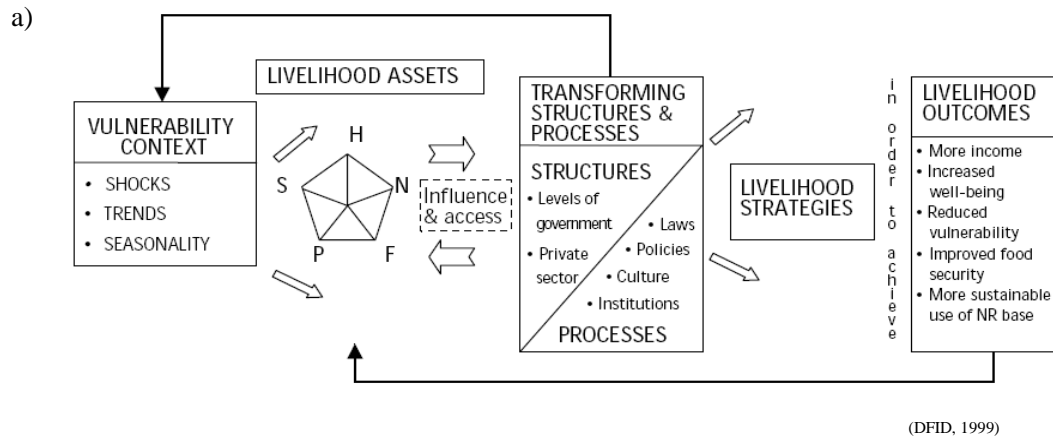 a)
LIVELIHOOD ASSETS
VULNERABILITY
CONTEXT
• SHOCKS
• TRENDS
• SEASONALITY
H
S
N
P
F
Influence
& access
TRANSFORMING
STRUCTURES &
PROCESSES
STRUCTURES
• Levels of
government
• Private
sector
• Laws
• Policies
• Culture
• Institutions
PROCESSES
LIVELIHOOD
STRATEGIES
in order to achieve
LIVELIHOOD
OUTCOMES
• More income
• Increased
well-being
• Reduced
vulnerability
• Improved food
security
• More sustainable
use of NR base
(DFID, 1999)